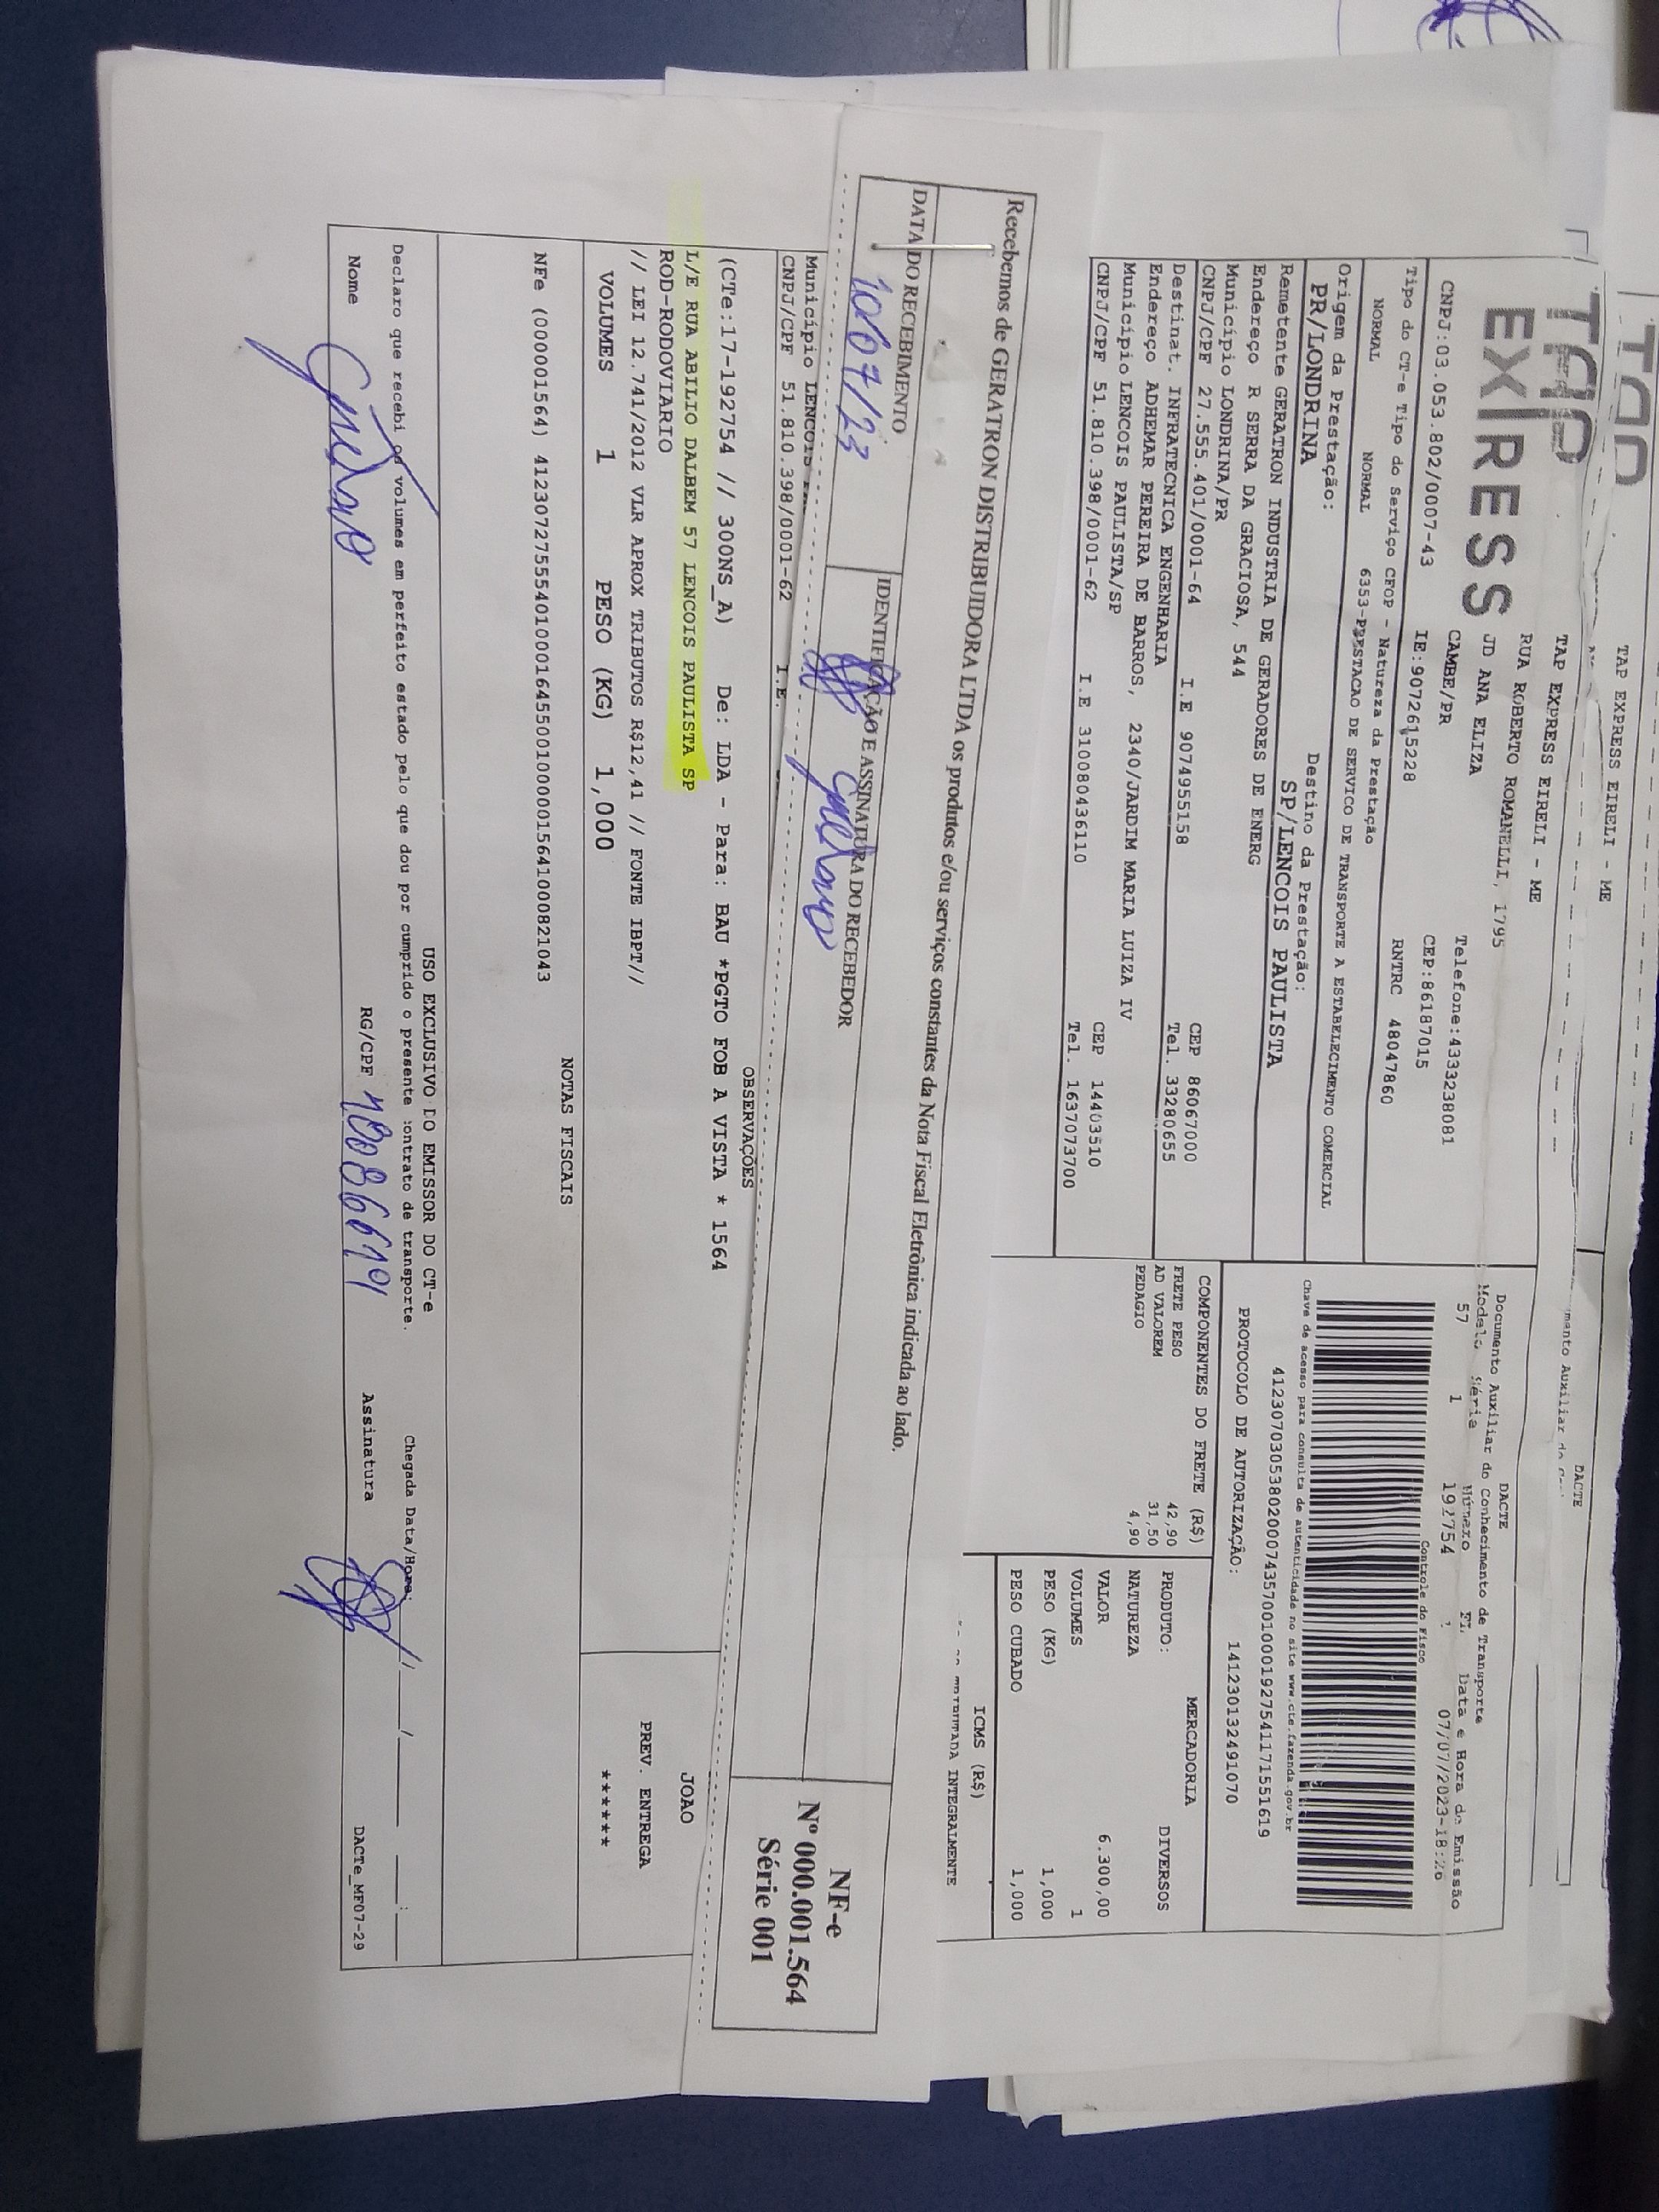 TAP EXPRESS EIRELI - ME
DACTE
TAP
EXPRESS
TAP EXPRESS EIRELI - ME
RUA ROBERTO ROMANELLI, 1795
JD ANA ELIZA
CAMBE/PR
Telefone:4333238081
CNPJ:03.053.802/0007-43
IE:9072615228
CEP:86187015
RNTRC 48047860
Tipo do CT-e Tipo do Serviço CFOP - Natureza da Prestação
NORMAL NORMAL 6353-PRESTACAO DE SERVICO DE TRANSPORTE A ESTABELECIMENTO COMERCIAL
Origem da Prestação:
PR/LONDRINA
Destino da Prestação:
SP/LENCOIS PAULISTA
Remetente GERATRON INDUSTRIA DE GERADORES DE ENERG
Endereço R SERRA DA GRACIOSA, 544
Município LONDRINA/PR CEP 86067000
CNPJ/CPF 27.555.401/0001-64 I.E 9074955158 Tel. 33280655
Destinat. INFRATECNICA ENGENHARIA
Endereço ADHEMAR PEREIRA DE BARROS, 2340/JARDIM MARIA LUIZA IV
Município LENCOIS PAULISTA/SP CEP 14403510
CNPJ/CPF 51.810.398/0001-62 I.E 310080436110 Tel. 1637073700
DACTE
Documento Auxiliar do Conhecimento de Transporte
Modelo Série Número FL Data e Hora de Emissão
57 1 192754 07/07/2023-18:26
Controle do Fisco
Chave de acesso para consulta de autenticidade no site www.cte.fazenda.gov.br
41230703053802000743570010001927541171551619
PROTOCOLO DE AUTORIZAÇÃO: 141230132491070
COMPONENTES DO FRETE (R$)
FRETE PESO 42,90
AD VALOREM 31,50
PEDAGIO 4,90
MERCADORIA
PRODUTO: DIVERSOS
NATUREZA
VALOR 6.300,00
VOLUMES 1
PESO (KG) 1,000
PESO CUBADO 1,000
ICMS (R$)
INTEGRALMENTE
Recebemos de GERATRON DISTRIBUIDORA LTDA os produtos e/ou serviços constantes da Nota Fiscal Eletrônica indicada ao lado.
DATA DO RECEBIMENTO
10/07/23
IDENTIFICAÇÃO E ASSINATURA DO RECEBEDOR
NF-e
Nº 000.001.564
Série 001
Município LENCOIS
CNPJ/CPF 51.810.398/0001-62 I.E.
OBSERVAÇÕES
(CTe:17-192754 // 300NS_A) De: LDA - Para: BAU *PGTO FOB A VISTA * 1564
L/E RUA ABILIO DALBEM 57 LENCOIS PAULISTA SP
ROD-RODOVIARIO
// LEI 12.741/2012 VLR APROX TRIBUTOS R$12,41 // FONTE IBPT//
JOAO
VOLUMES 1 PESO (KG) 1,000
PREV. ENTREGA
*******
NOTAS FISCAIS
NFe (000001564) 41230727555401000164550010000015641000821043
USO EXCLUSIVO DO EMISSOR DO CT-e
Declaro que recebi os volumes em perfeito estado pelo que dou por cumprido o presente contrato de transporte.
Chegada Data/Hora: / / :
Nome
RG/CPF
Assinatura
DACTe_MF07-29